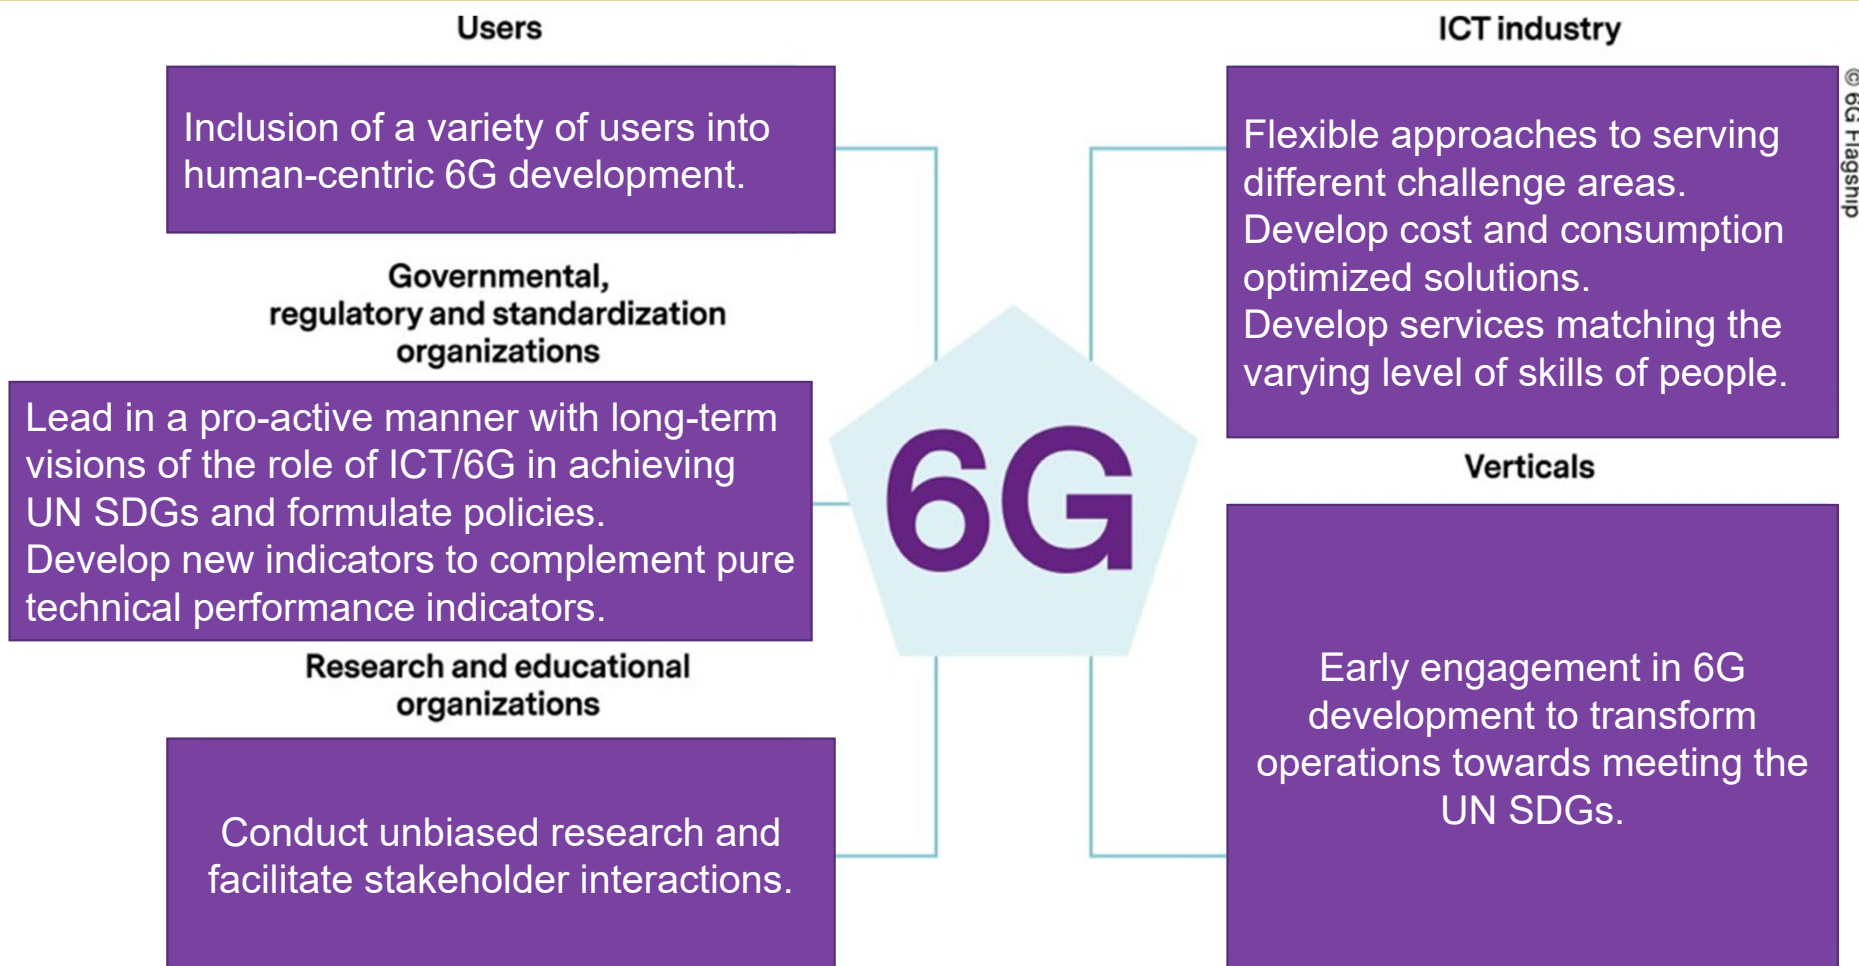 Users
Inclusion of a variety of users into
human-centric 6G development.
Governmental,
regulatory and standardization
organizations
Lead in a pro-active manner with long-term
visions of the role of ICT/6G in achieving
UN SDGs and formulate policies.
Develop new indicators to complement pure
technical performance indicators.
Research and educational
organizations
Conduct unbiased research and
facilitate stakeholder interactions.
6G
ICT industry
Flexible approaches to serving
different challenge areas.
Develop cost and consumption
optimized solutions.
Develop services matching the
varying level of skills of people.
Verticals
Early engagement in 6G
development to transform
operations towards meeting the
UN SDGs.
© 6G Flagship